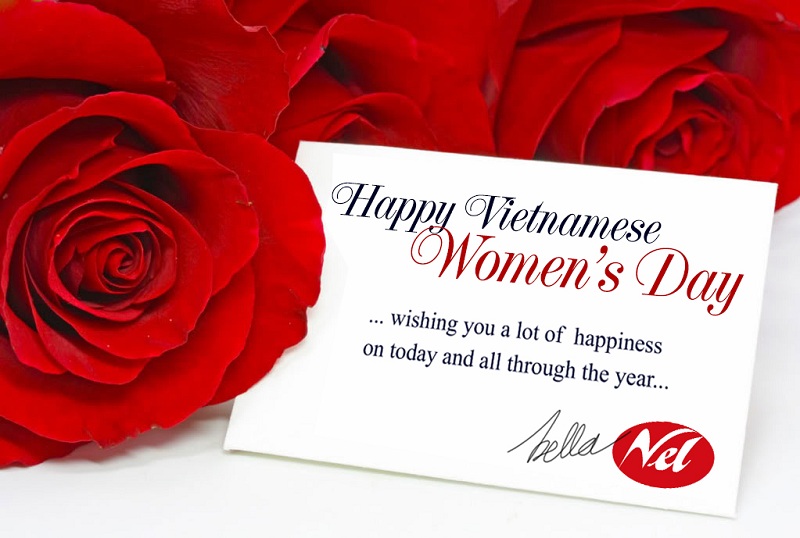 Happy Vietnamese
Women's Day
... wishing you a lot of happiness
on today and all through the year...
bella
Nel